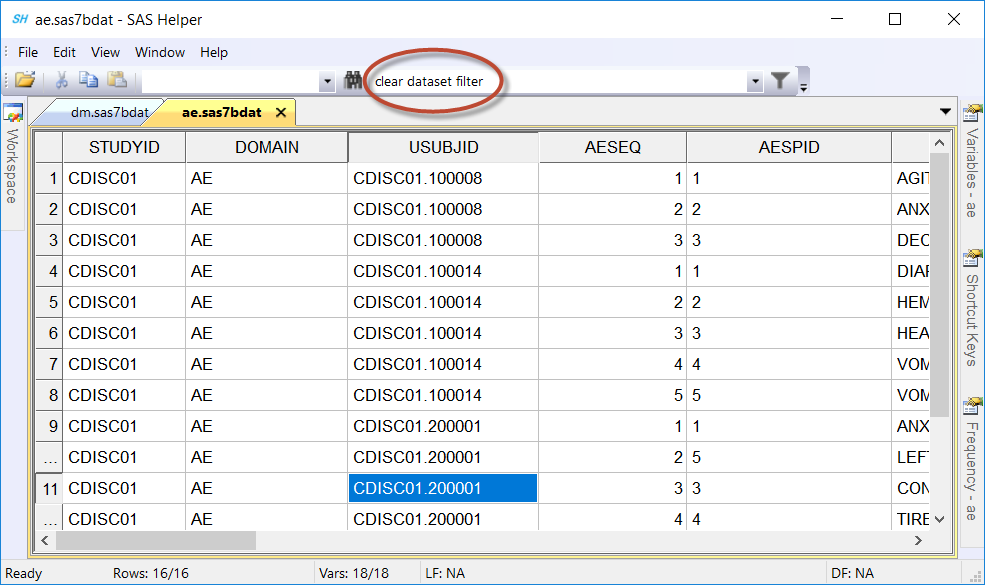 SH ae.sas7bdat - SAS Helper
File Edit View Window Help
clear dataset filter
dm.sas7bdat ae.sas7bdat
Workspace
STUDYID DOMAIN USUBJID AESEQ AESPID
1 CDISC01 AE CDISC01.100008 1 1 AGIT
2 CDISC01 AE CDISC01.100008 2 2 ANX
3 CDISC01 AE CDISC01.100008 3 3 DEC
4 CDISC01 AE CDISC01.100014 1 1 DIAR
5 CDISC01 AE CDISC01.100014 2 2 HEM
6 CDISC01 AE CDISC01.100014 3 3 HEA
7 CDISC01 AE CDISC01.100014 4 4 VOM
8 CDISC01 AE CDISC01.100014 5 5 VOM
9 CDISC01 AE CDISC01.200001 1 1 ANX
... CDISC01 AE CDISC01.200001 2 5 LEFT
11 CDISC01 AE CDISC01.200001 3 3 CON
... CDISC01 AE CDISC01.200001 4 4 TIRE
Variables - ae
Shortcut Keys
Frequency - ae
Ready Rows: 16/16 Vars: 18/18 LF: NA DF: NA